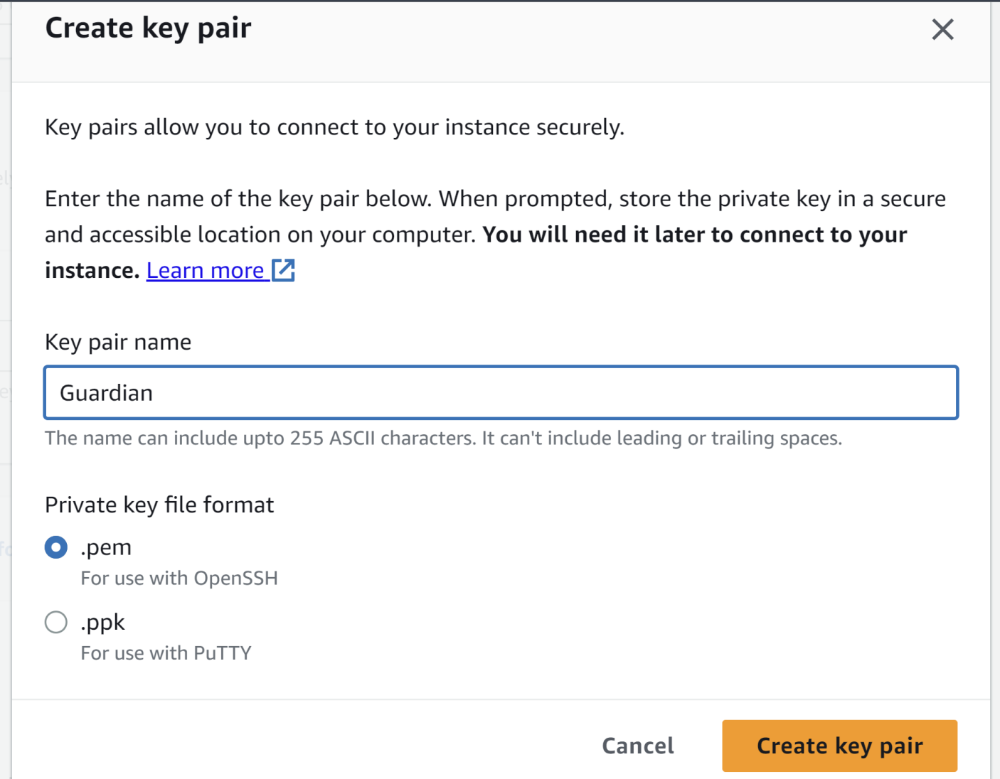 Create key pair
Key pairs allow you to connect to your instance securely.
Enter the name of the key pair below. When prompted, store the private key in a secure
and accessible location on your computer. You will need it later to connect to your
instance. Learn more
Key pair name
Guardian
The name can include upto 255 ASCII characters. It can't include leading or trailing spaces.
Private key file format
.pem
For use with OpenSSH
.ppk
For use with PuTTY
Cancel
Create key pair